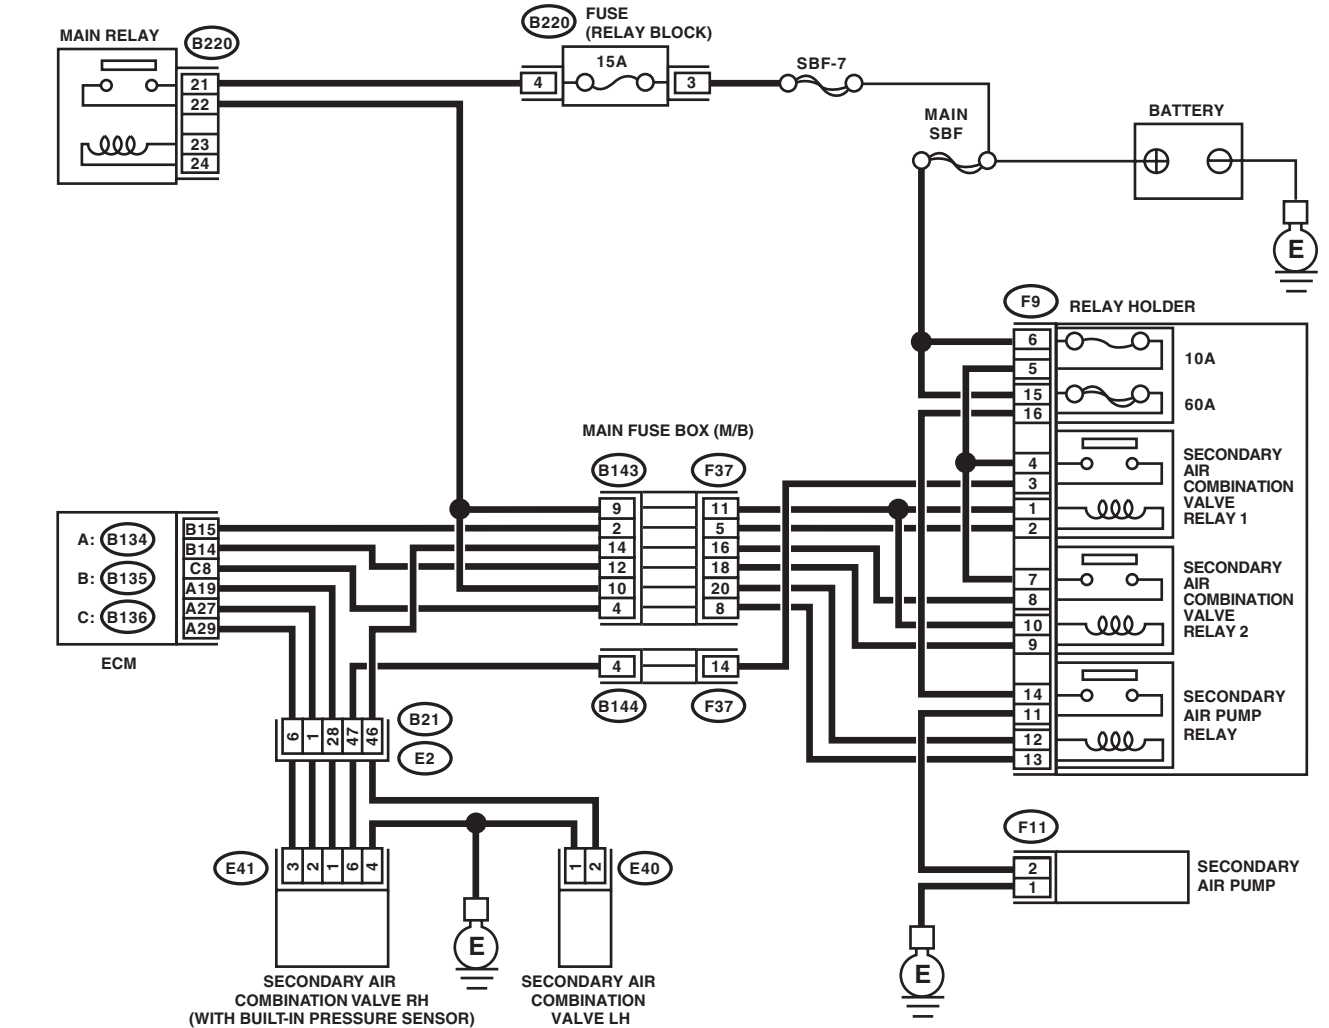 MAIN RELAY
B220
21
22
23
24
B220
FUSE
(RELAY BLOCK)
15A
4
3
SBF-7
MAIN
SBF
BATTERY
E
F9
RELAY HOLDER
6
5
15
16
4
3
1
2
7
8
10
9
14
11
12
13
10A
60A
SECONDARY
AIR
COMBINATION
VALVE
RELAY 1
SECONDARY
AIR
COMBINATION
VALVE
RELAY 2
SECONDARY
AIR PUMP
RELAY
MAIN FUSE BOX (M/B)
B143
F37
9
2
14
12
10
4
11
5
16
18
20
8
4
14
B144
F37
A: B134
B: B135
C: B136
B15
B14
C8
A19
A27
A29
ECM
6
1
28
47
46
B21
E2
E41
3
2
1
6
4
1
2
E40
E
SECONDARY AIR
COMBINATION VALVE RH
(WITH BUILT-IN PRESSURE SENSOR)
SECONDARY AIR
COMBINATION
VALVE LH
F11
2
1
SECONDARY
AIR PUMP
E